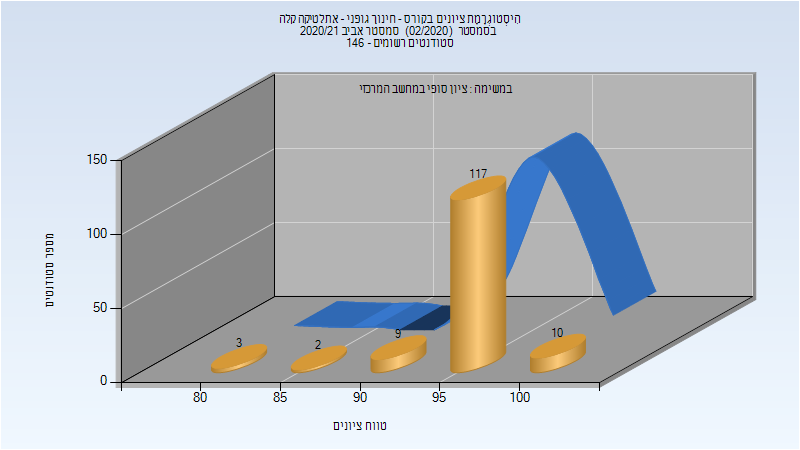 היסטוגרמת ציונים בקורס - חינוך גופני - אתלטיקה קלה
בסמסטר  (02/2020)  סמסטר אביב 2020/21
סטודנטים רשומים - 146
במשימה : ציון סופי במחשב המרכזי
150
100
50
0
מספר סטודנטים
3
2
9
117
10
80
85
90
95
100
טווח ציונים